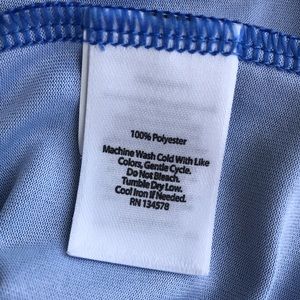 100% Polyester
Machine Wash Cold With Like
Colors, Gentle Cycle.
Do Not Bleach.
Tumble Dry Low.
Cool Iron If Needed.
RN 134578